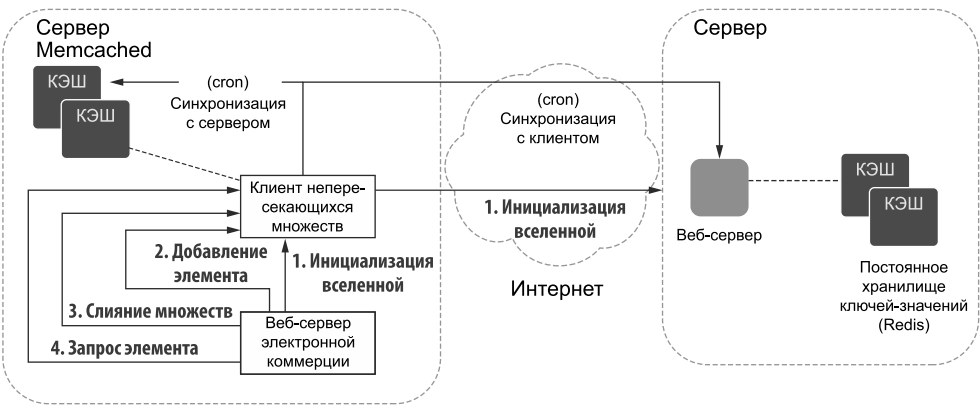 Сервер
Memcached
КЭШ
КЭШ
(cron)
Синхронизация
с сервером
Клиент непере-
секающихся
множеств
2. Добавление
элемента
1. Инициализация
вселенной
3. Слияние множеств
4. Запрос элемента
Веб-сервер
электронной
коммерции
(cron)
Синхронизация
с клиентом
1. Инициализация
вселенной
Интернет
Сервер
Веб-сервер
КЭШ
КЭШ
Постоянное
хранилище
ключей-значений
(Redis)